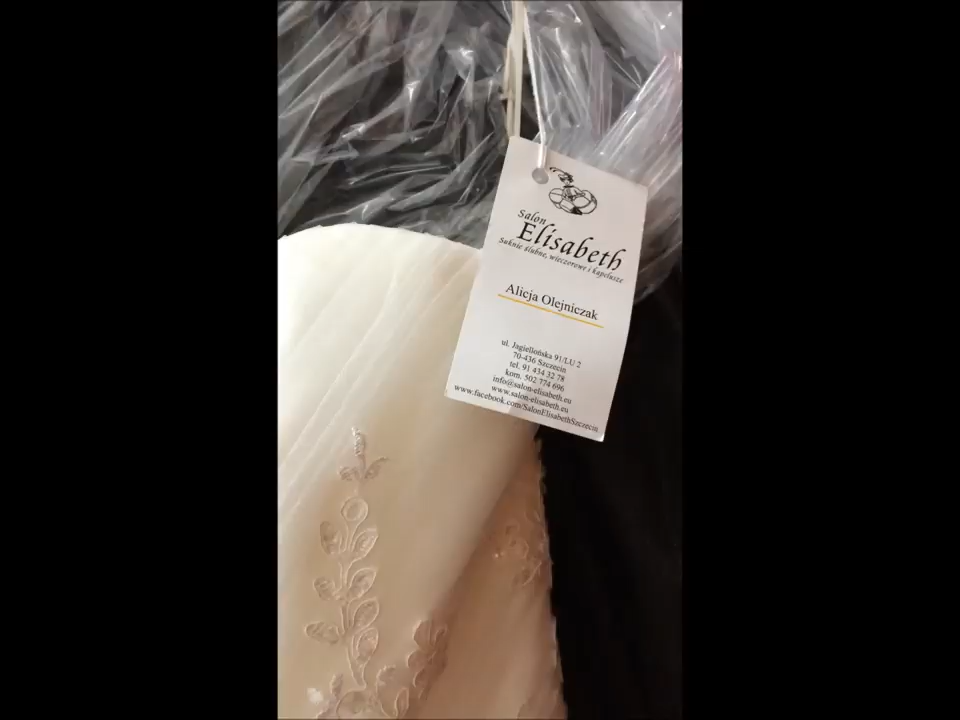 Salon
Elisabeth
Suknie ślubne, wieczorowe i kapelusze
Alicja Olejniczak
ul. Jagiellońska 91/LU 2
70-436 Szczecin
tel. 91 434 32 78
kom. 502 774 696
info@salon-elisabeth.eu
www.salon-elisabeth.eu
www.facebook.com/SalonElisabethSzczecin